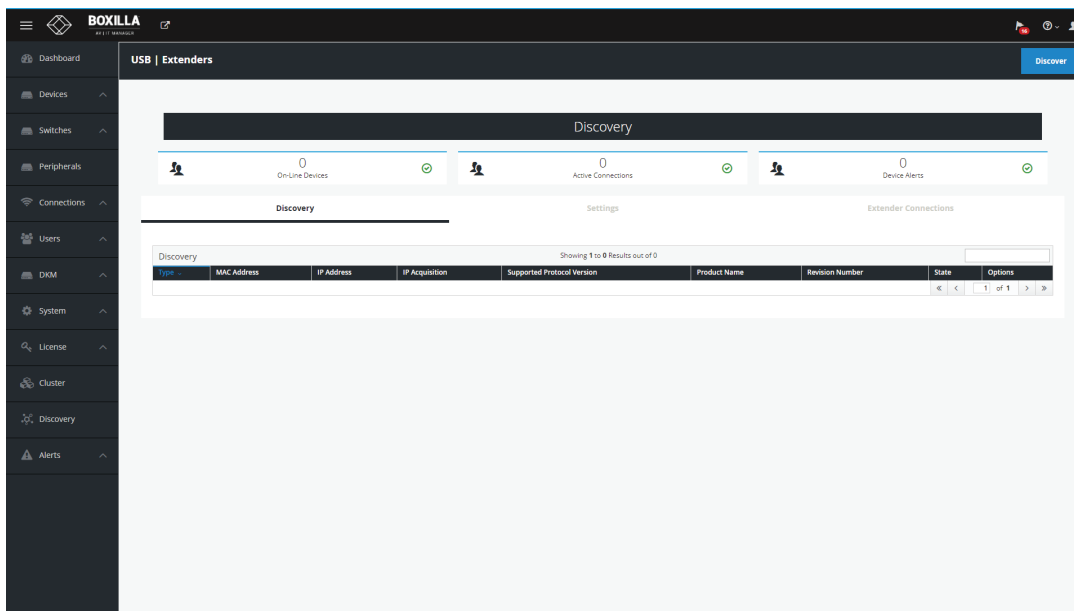 BOXILLA
AV | IT MANAGER
16
Dashboard
USB | Extenders
Discover
Devices
Switches
Peripherals
Connections
Users
DKM
System
License
Cluster
Discovery
Alerts
Discovery
0
On-Line Devices
0
Active Connections
0
Device Alerts
Discovery
Settings
Extender Connections
Discovery
Showing 1 to 0 Results out of 0
Type MAC Address IP Address IP Acquisition Supported Protocol Version Product Name Revision Number State Options
« < 1 of 1 > »